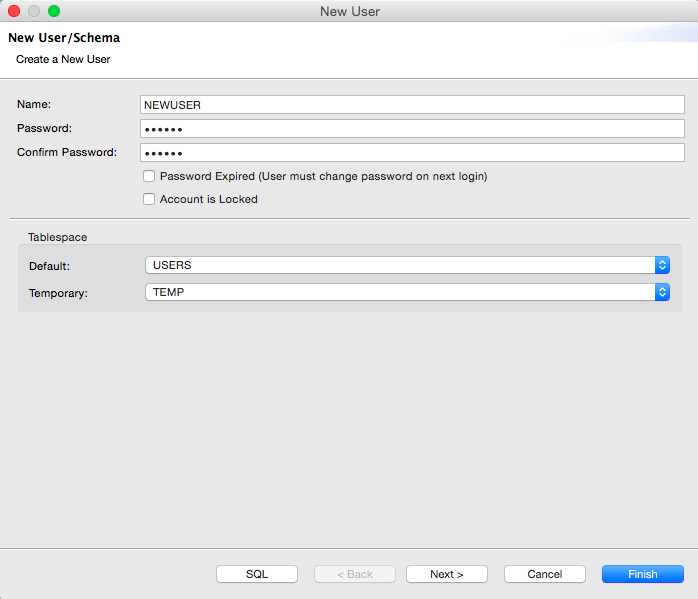 New User
New User/Schema
Create a New User
Name: NEWUSER
Password: ••••••
Confirm Password: ••••••
Password Expired (User must change password on next login)
Account is Locked
Tablespace
Default: USERS
Temporary: TEMP
SQL < Back Next > Cancel Finish